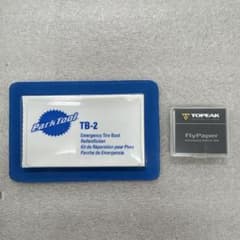 ParkTool
TB-2
Emergency Tire Boot
Reifenflicken
Kit de Réparation pour Pneu
Parche de Emergencia
TOPEAK
FlyPaper